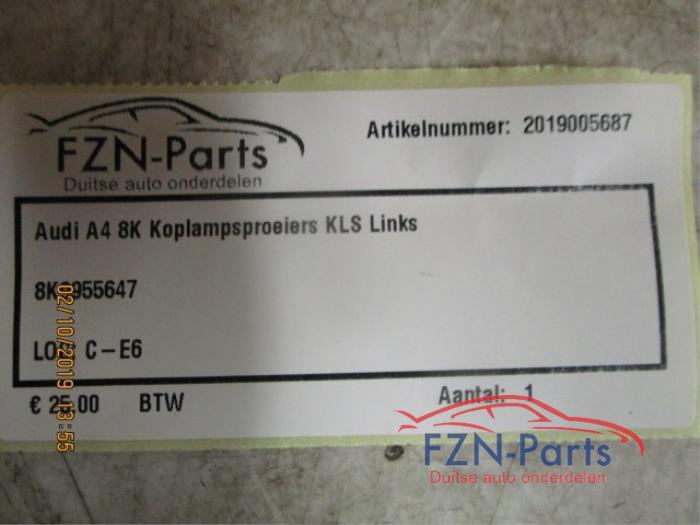 FZN-Parts
Duitse auto onderdelen
Artikelnummer: 2019005687
Audi A4 8K Koplampsproeiers KLS Links
C-E6
BTW
Aantal: 1
02/10/2019 13:55
FZN-Parts
Duitse auto onderdelen